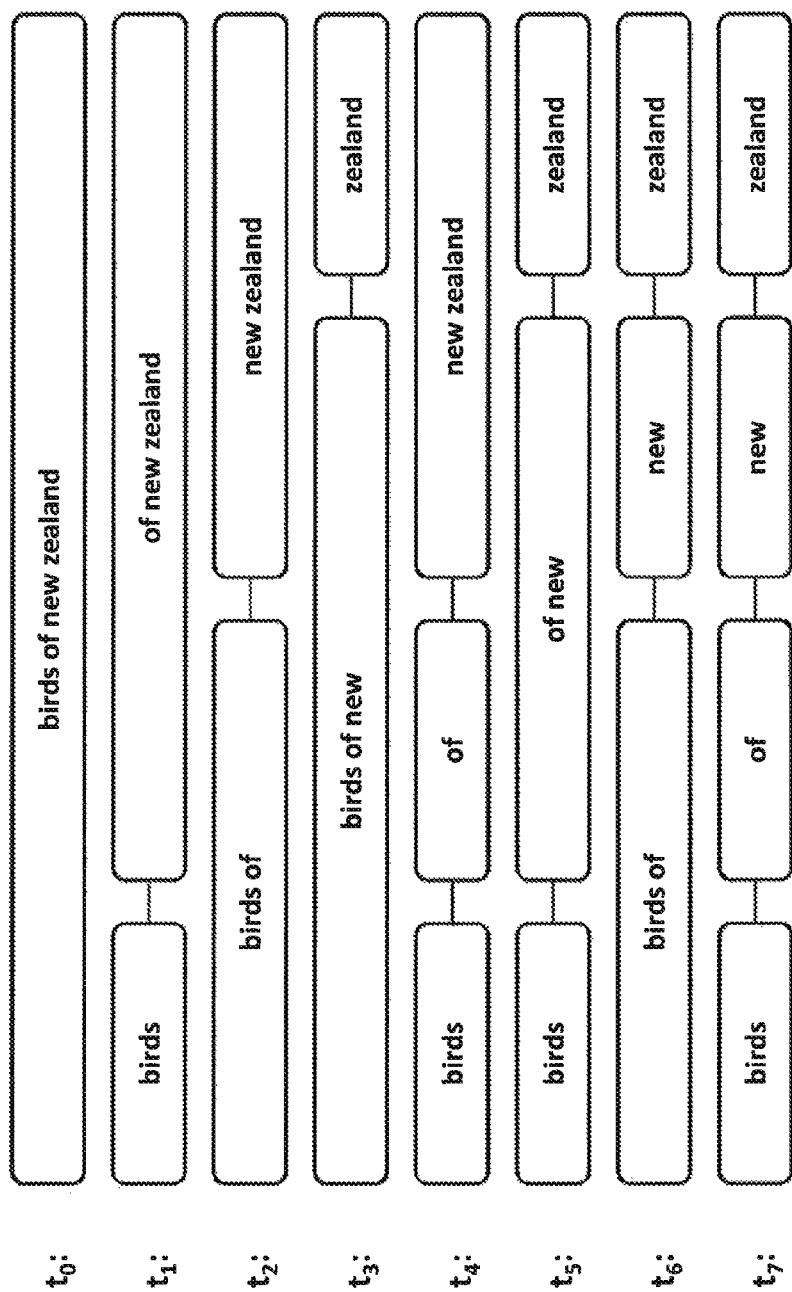 t0: birds of new zealand
t1: birds of new zealand
t2: birds of new zealand
t3: birds of new zealand
t4: birds of new zealand
t5: birds of new zealand
t6: birds of new zealand
t7: birds of new zealand